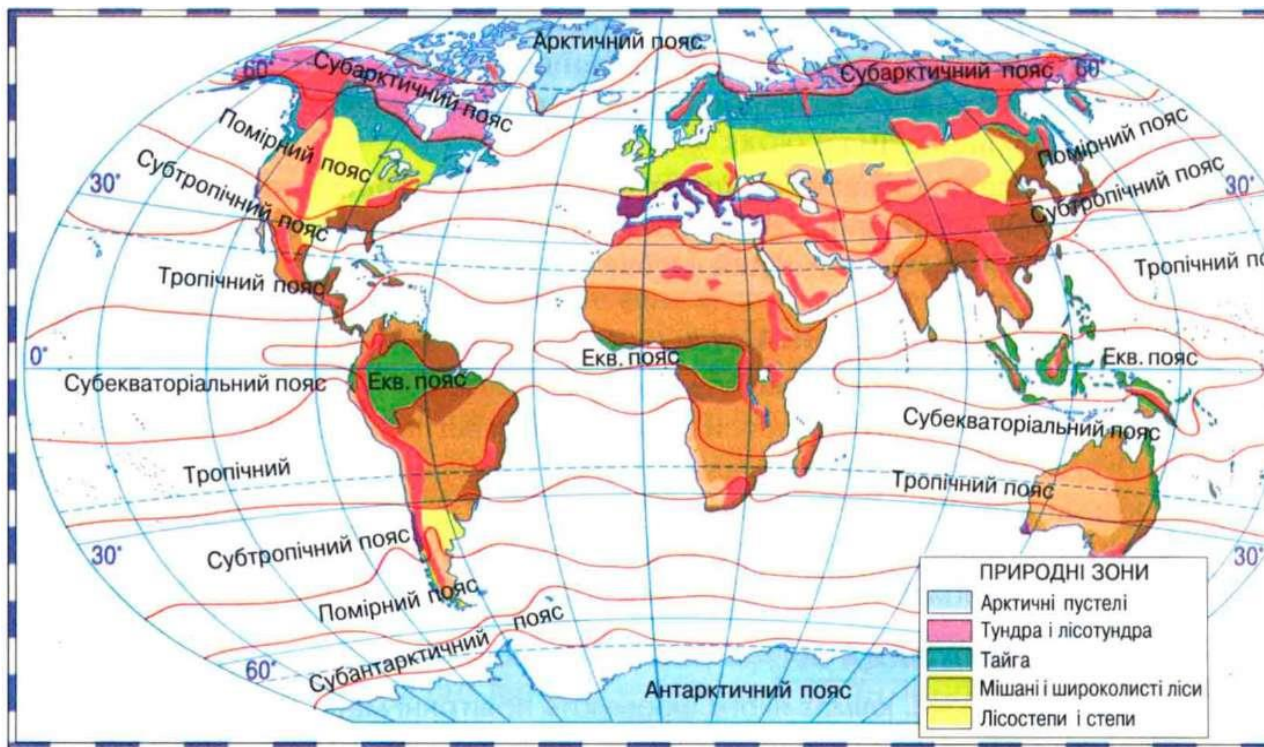 Арктичний пояс
Субарктичний пояс
Субарктичний пояс
60°
60°
Помірний пояс
Помірний пояс
Субтропічний пояс
Субтропічний пояс
30°
30°
Тропічний пояс
Тропічний по
0°
Екв. пояс
Екв. пояс
Екв. пояс
Субекваторіальний пояс
Субекваторіальний пояс
Тропічний
Тропічний пояс
30°
30°
Субтропічний пояс
Помірний пояс
Субантарктичний пояс
60°
Антарктичний пояс
ПРИРОДНІ ЗОНИ
Арктичні пустелі
Тундра і лісотундра
Тайга
Мішані і широколисті ліси
Лісостепи і степи